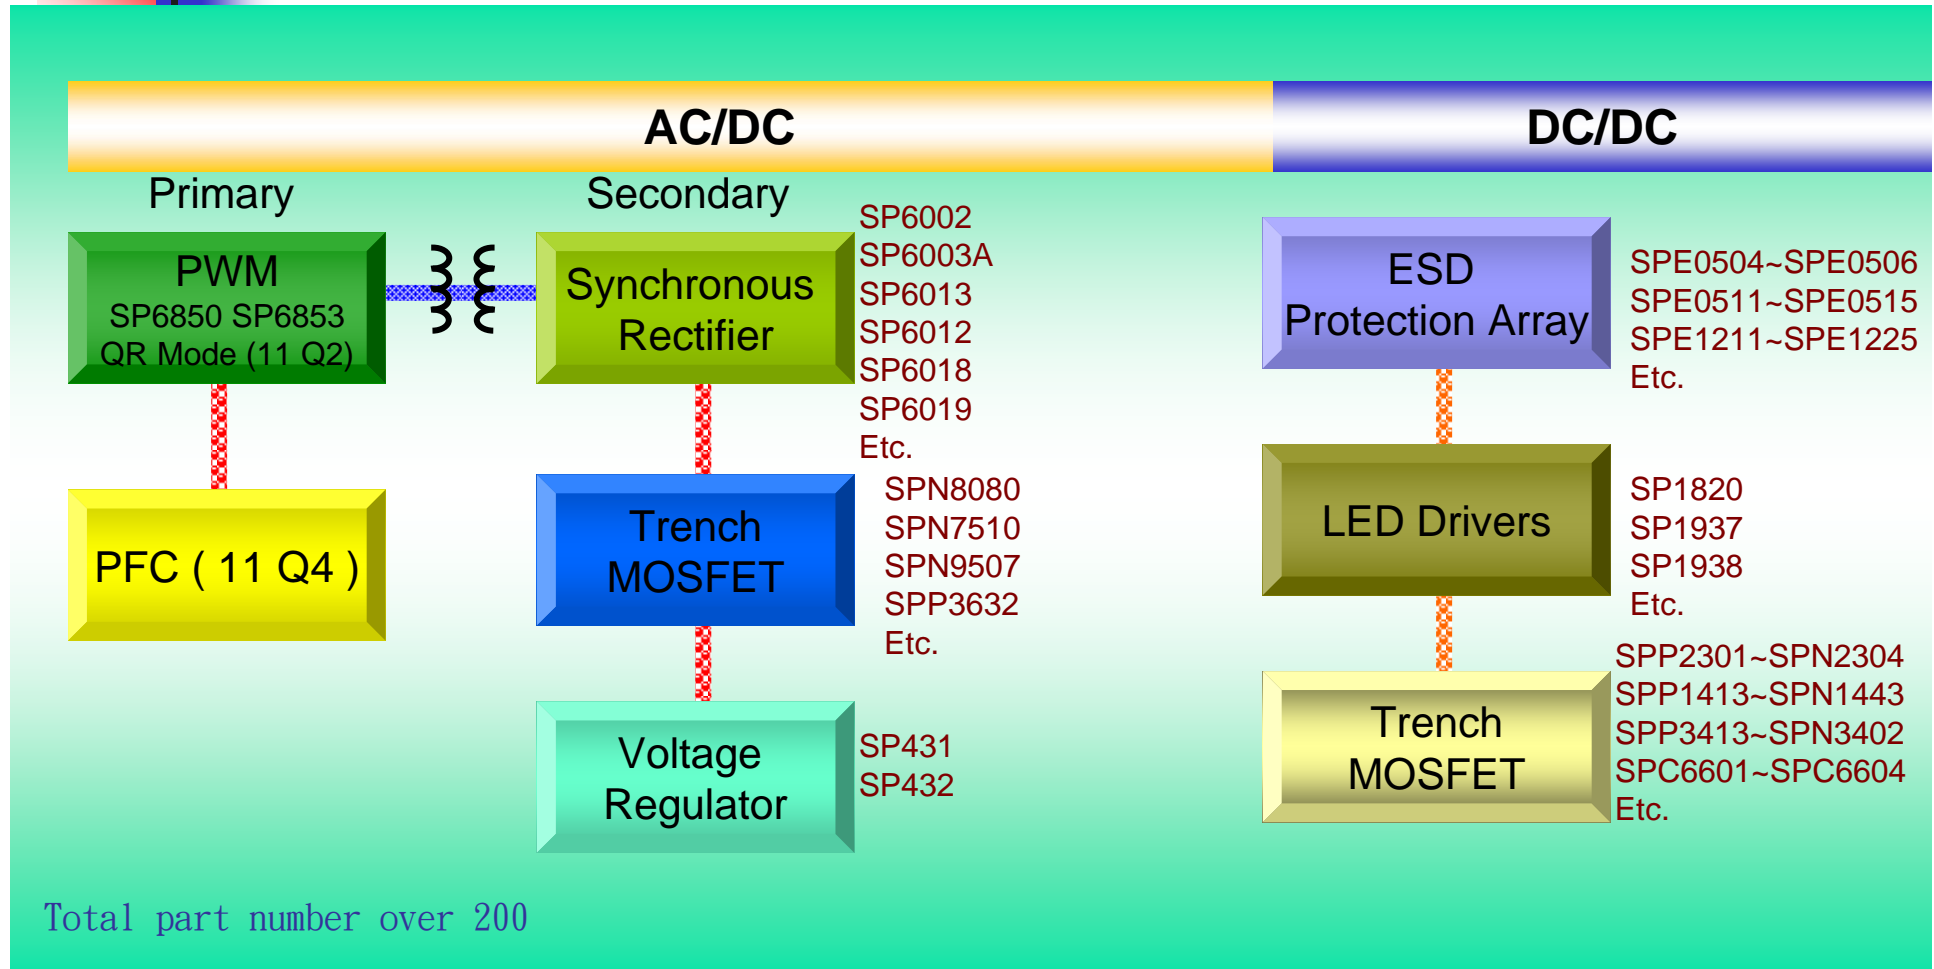 AC/DC
DC/DC
Primary
Secondary
PWM
SP6850 SP6853
QR Mode (11 Q2)
PFC ( 11 Q4 )
Synchronous
Rectifier
SP6002
SP6003A
SP6013
SP6012
SP6018
SP6019
Etc.
Trench
MOSFET
SPN8080
SPN7510
SPN9507
SPP3632
Etc.
Voltage
Regulator
SP431
SP432
ESD
Protection Array
SPE0504~SPE0506
SPE0511~SPE0515
SPE1211~SPE1225
Etc.
LED Drivers
SP1820
SP1937
SP1938
Etc.
Trench
MOSFET
SPP2301~SPN2304
SPP1413~SPN1443
SPP3413~SPN3402
SPC6601~SPC6604
Etc.
Total part number over 200